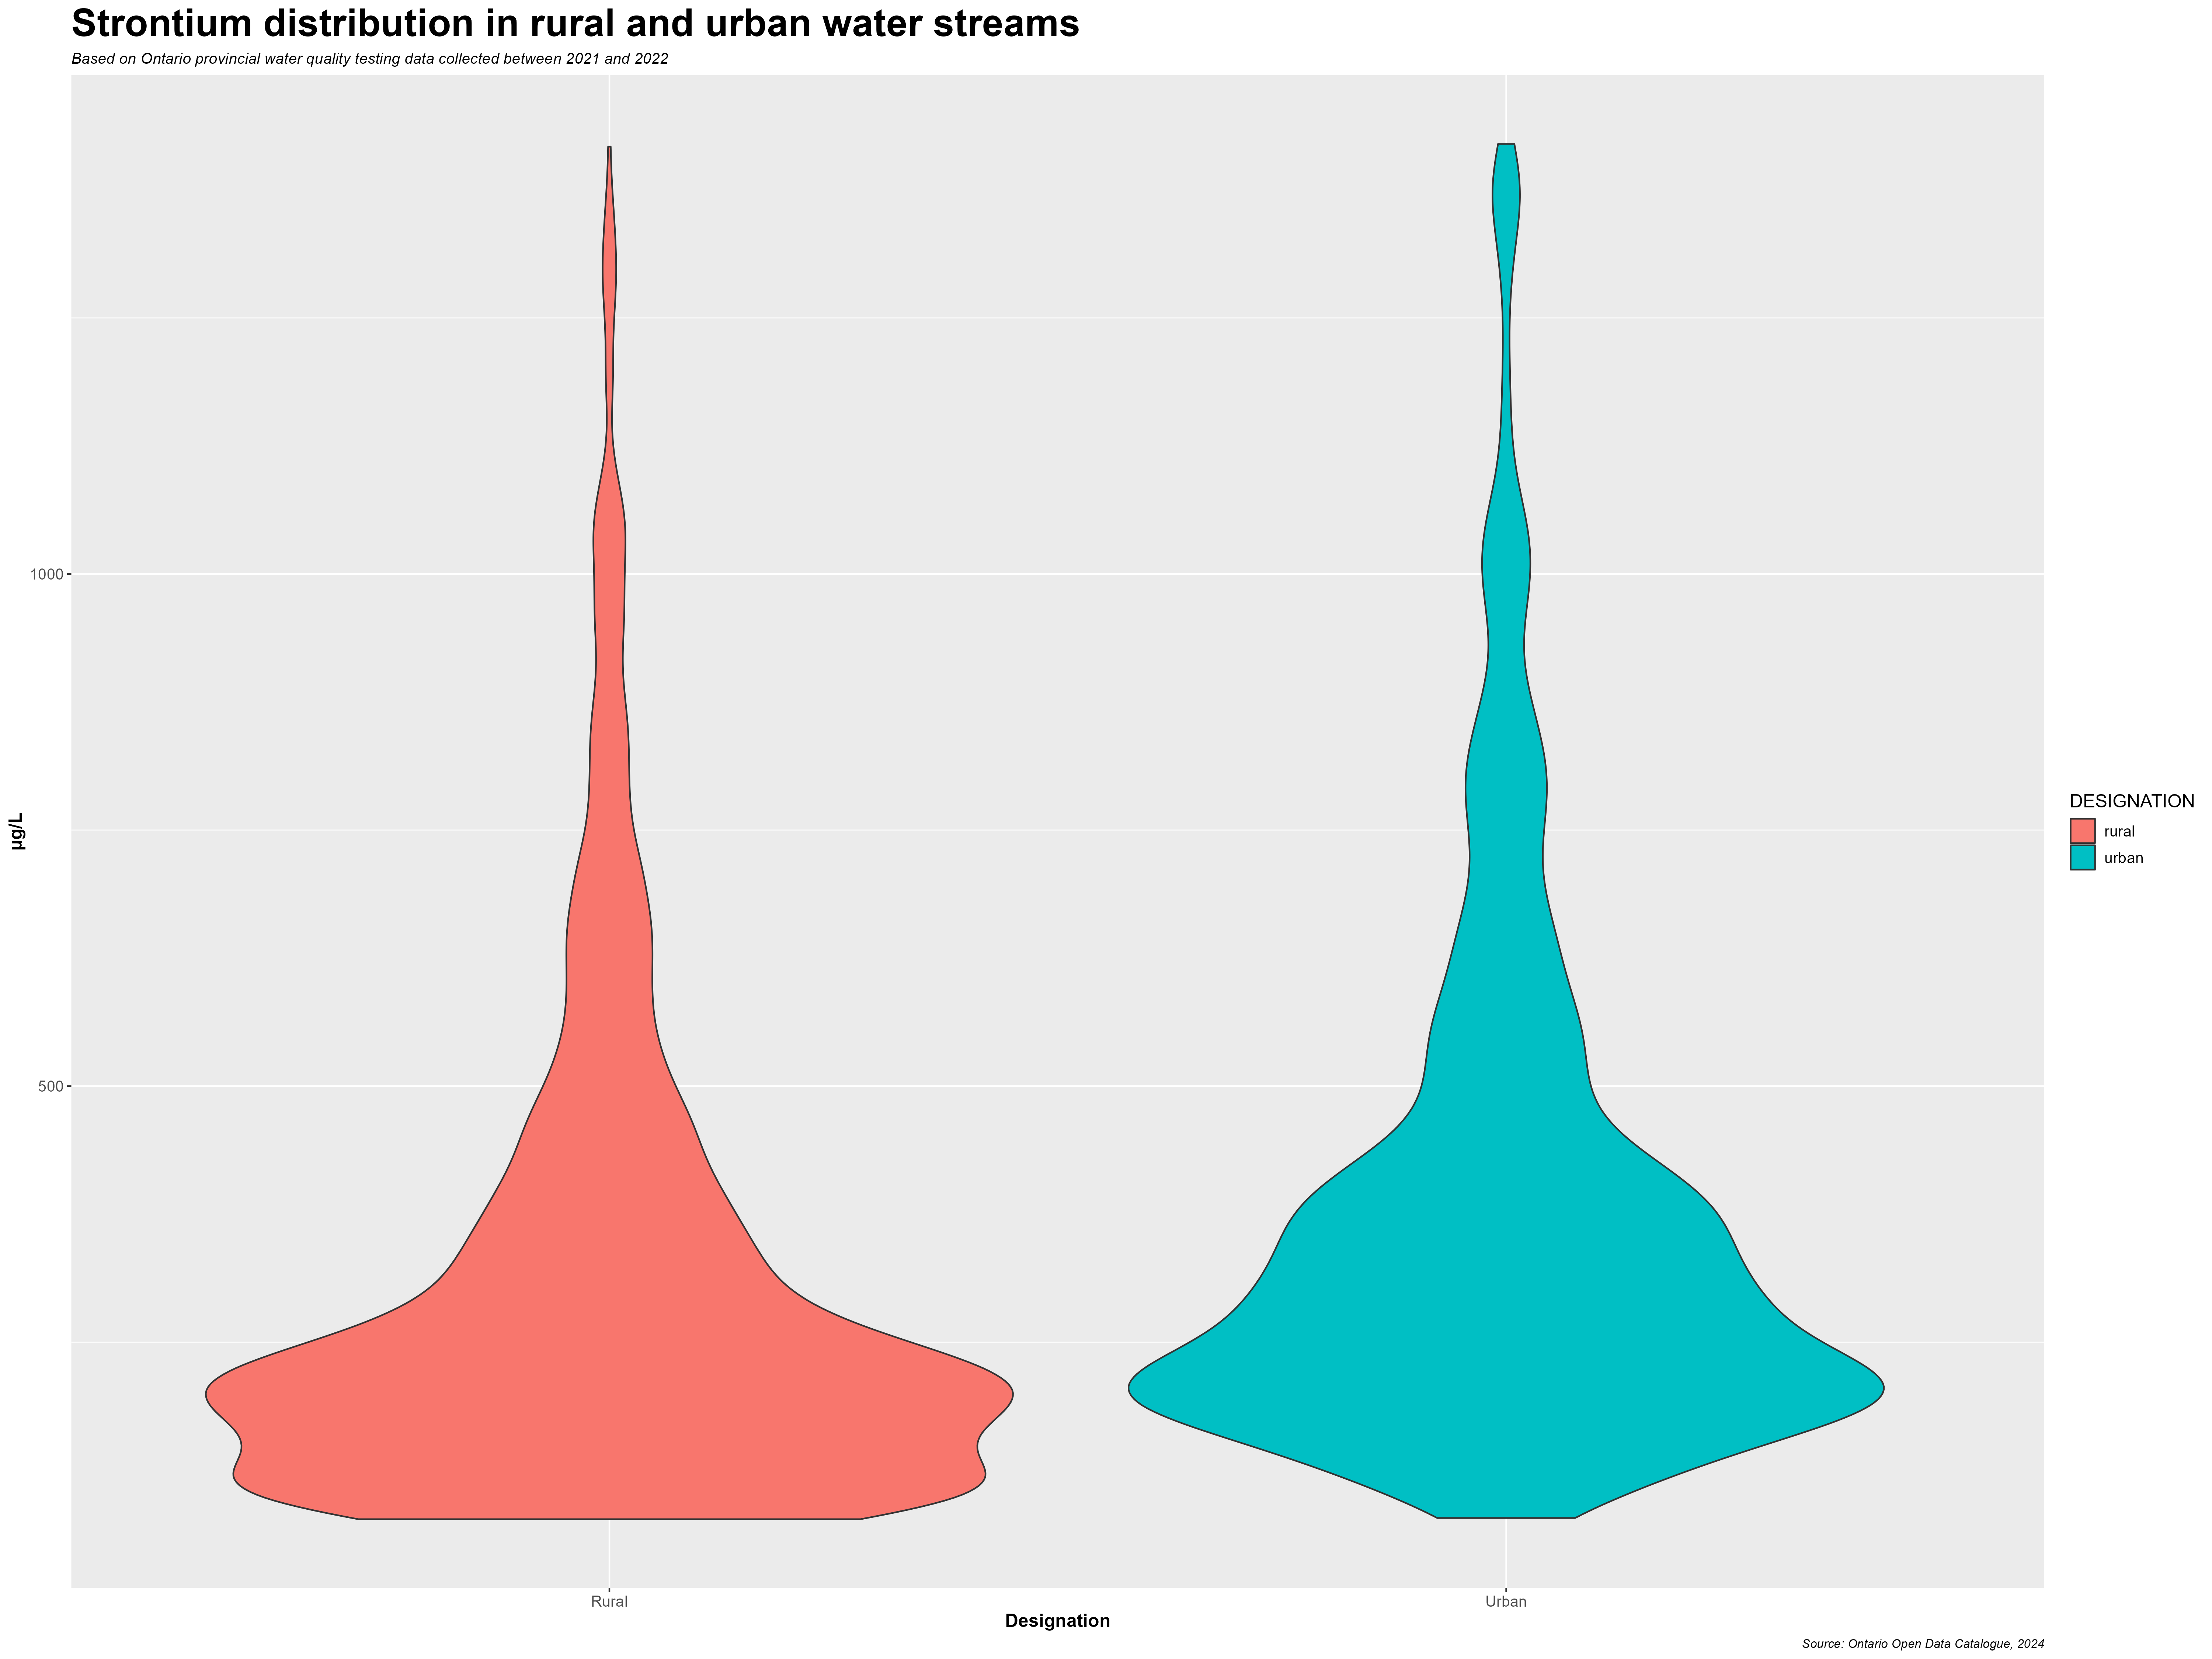 Strontium distribution in rural and urban water streams
Based on Ontario provincial water quality testing data collected between 2021 and 2022
1000
500
µg/L
Rural
Urban
Designation
DESIGNATION
rural
urban
Source: Ontario Open Data Catalogue, 2024